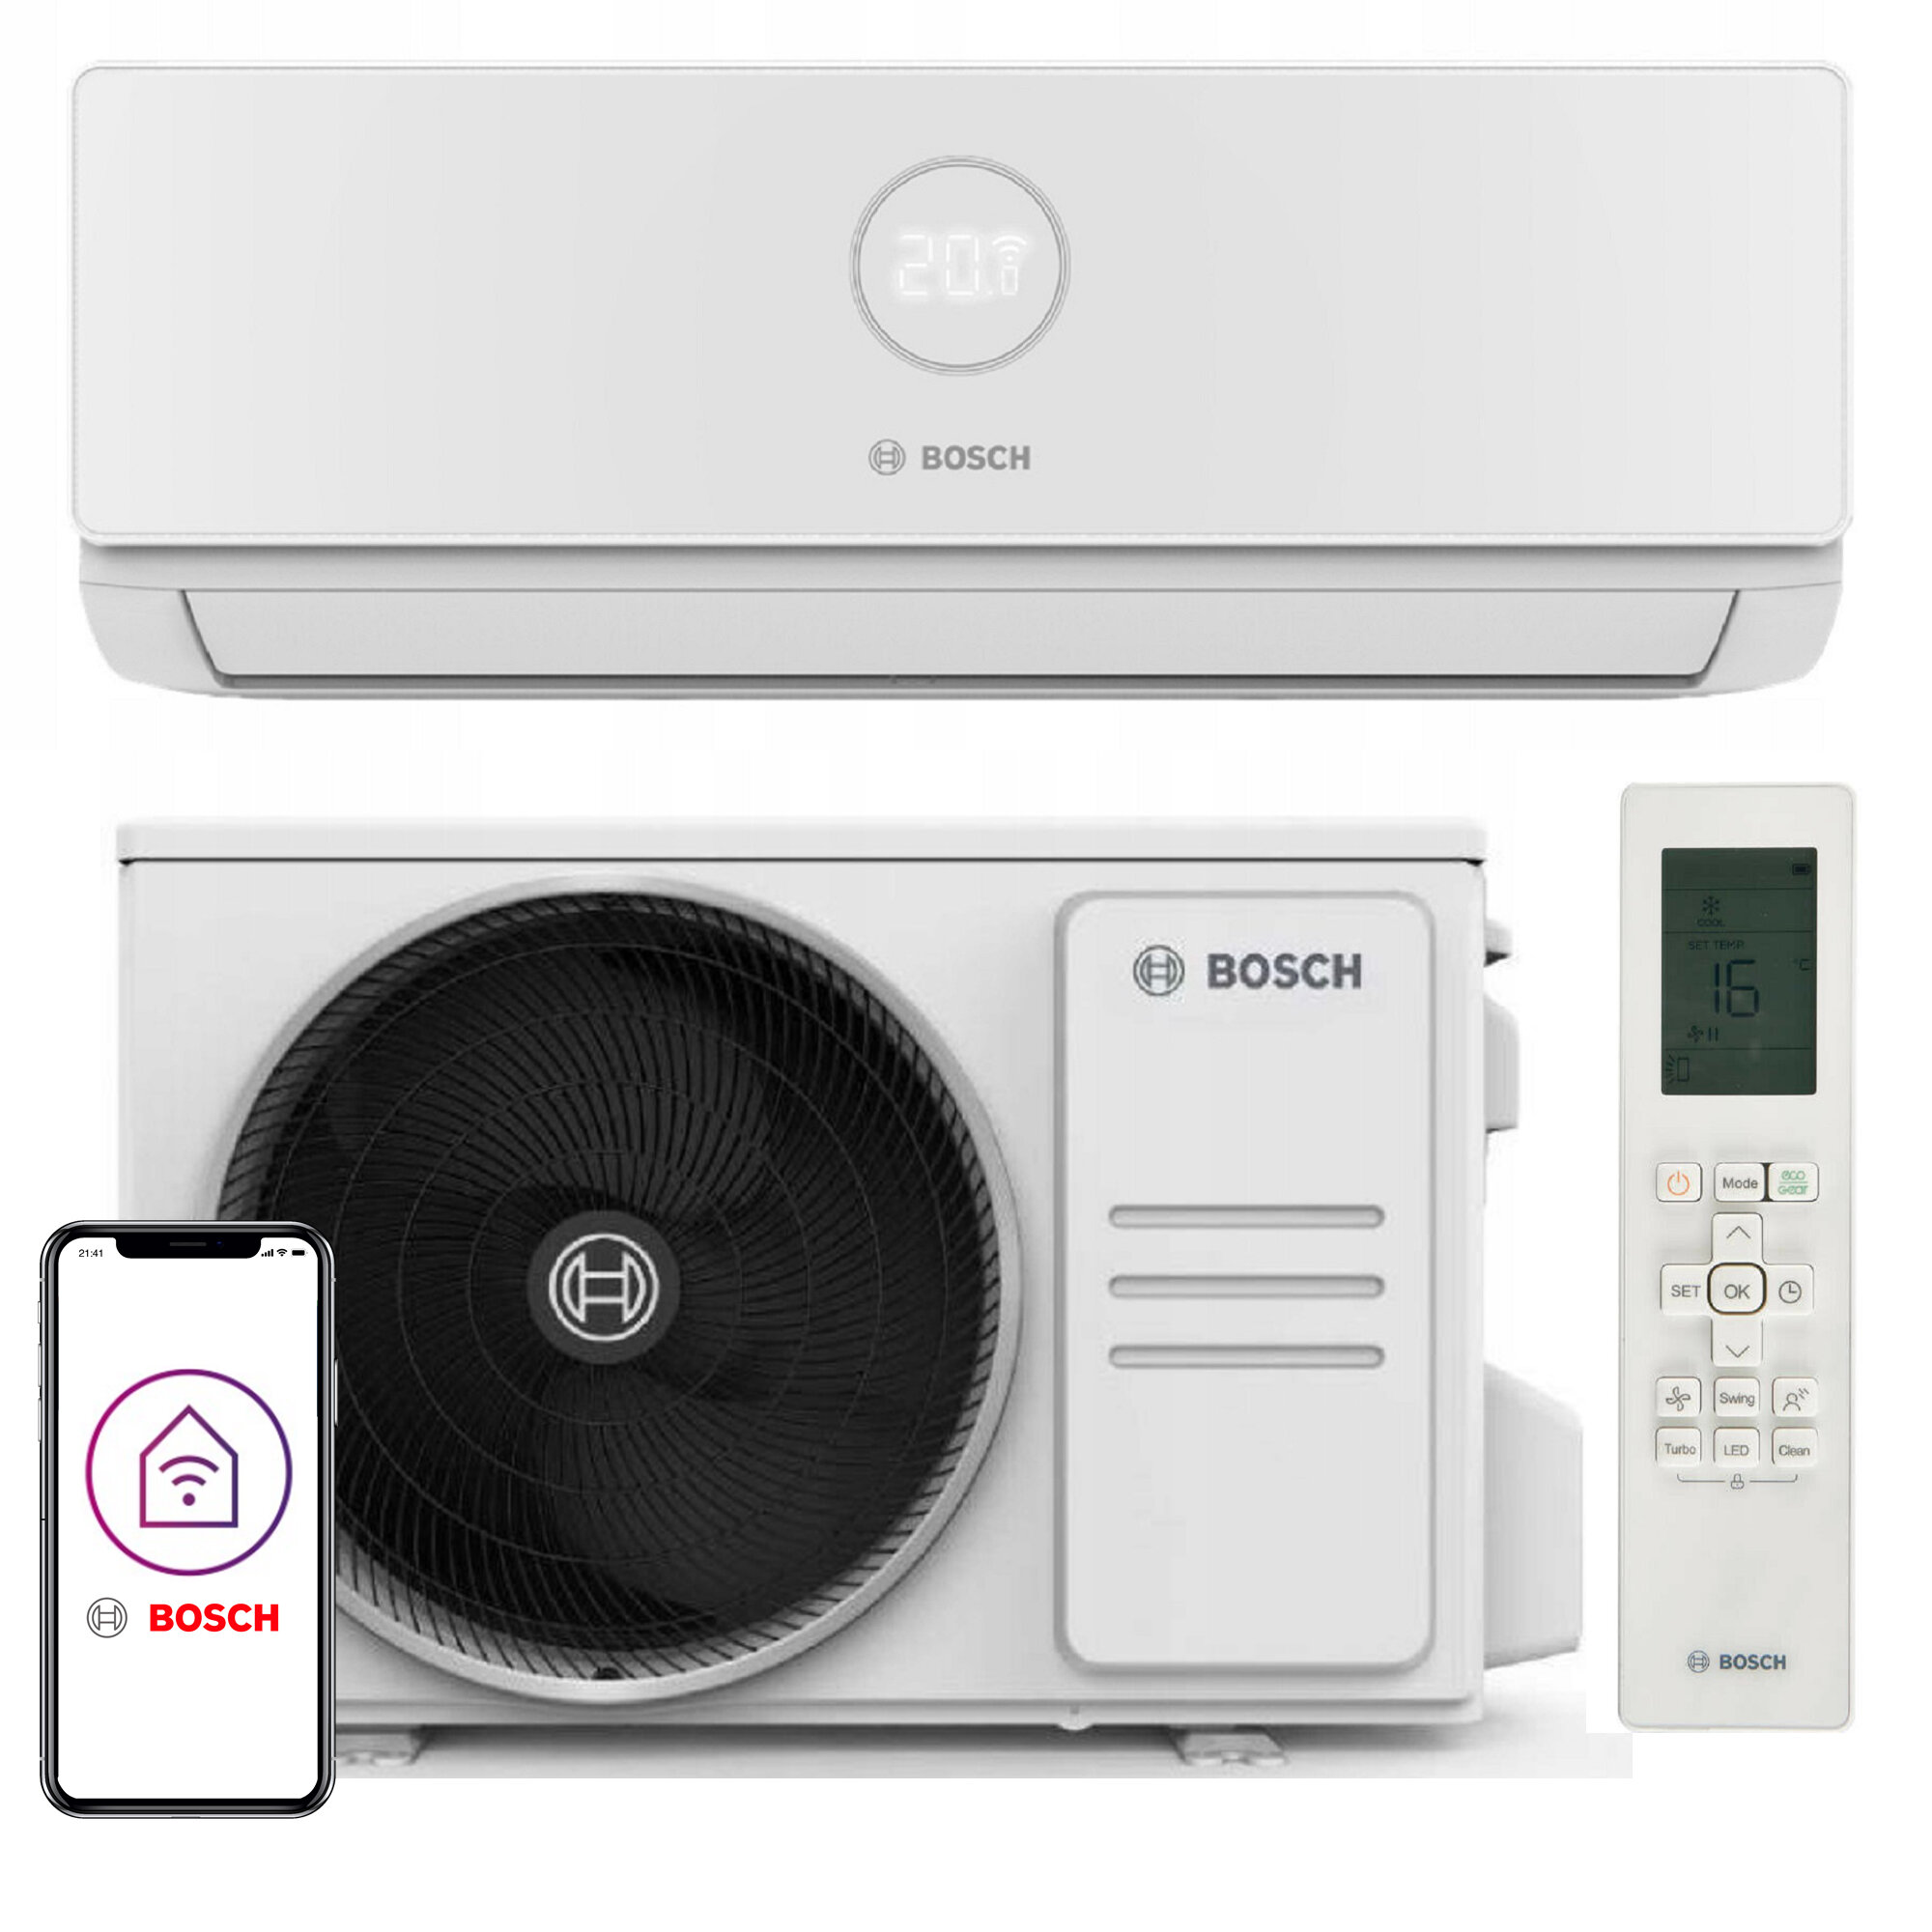 20.
BOSCH
BOSCH
COOL
SET TEMP.
16 °C
Mode
eco
Gear
SET
OK
Swing
Turbo
LED
Clean
BOSCH
21:41
BOSCH